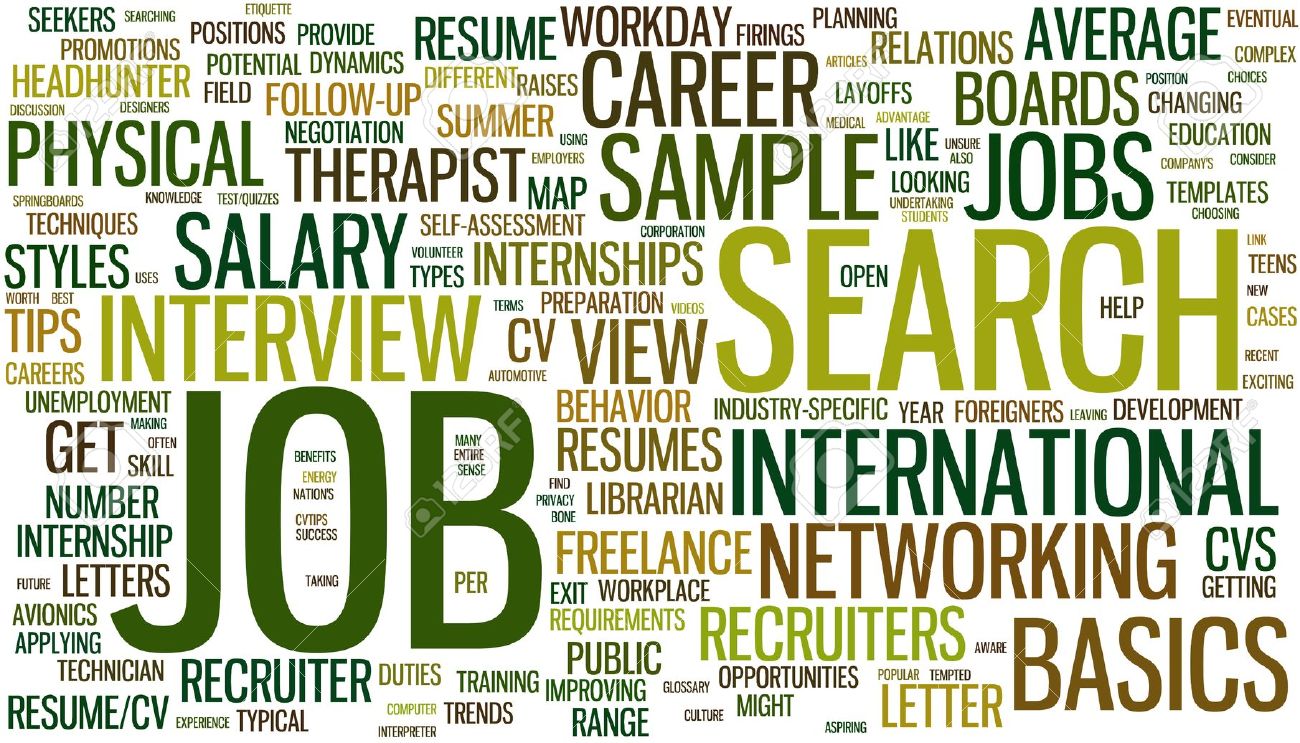 SEEKERS
SEARCHING
ETIQUETTE
POSITIONS
PROVIDE
RESUME
WORKDAY
FIRINGS
PLANNING
RELATIONS
AVERAGE
EVENTUAL
PROMOTIONS
POTENTIAL
DYNAMICS
DIFFERENT
RAISES
CAREER
ARTICLES
COMPLEX
HEADHUNTER
FIELD
FOLLOW-UP
SUMMER
LAYOFFS
BOARDS
POSITION
CHOICES
CHANGING
DISCUSSION
DESIGNERS
NEGOTIATION
USING
MEDICAL
ADVANTAGE
EDUCATION
PHYSICAL
THERAPIST
EMPLOYERS
SAMPLE
LIKE
UNSURE
ALSO
JOBS
COMPANY'S
CONSIDER
MAP
LOOKING
TEMPLATES
SPRINGBOARDS
KNOWLEDGE
TEST/QUIZZES
UNDERTAKING
STUDENTS
CHOOSING
TECHNIQUES
SALARY
SELF-ASSESSMENT
CORPORATION
SEARCH
LINK
STYLES
USES
VOLUNTEER
TYPES
INTERNSHIPS
OPEN
TEENS
WORTH
BEST
INTERVIEW
TERMS
PREPARATION
VIDEOS
HELP
NEW
TIPS
CV
VIEW
CASES
CAREERS
AUTOMOTIVE
RECENT
EXCITING
UNEMPLOYMENT
MAKING
JOB
BEHAVIOR
INDUSTRY-SPECIFIC
YEAR
FOREIGNERS
LEAVING
DEVELOPMENT
GET
OFTEN
SKILL
BENEFITS
MANY
ENTIRE
SENSE
RESUMES
INTERNATIONAL
ENERGY
NATION'S
NUMBER
FIND
PRIVACY
BONE
LIBRARIAN
CVTIPS
SUCCESS
INTERNSHIP
FREELANCE
NETWORKING
CVS
FUTURE
LETTERS
TAKING
PER
EXIT
WORKPLACE
GETTING
AVIONICS
REQUIREMENTS
RECRUITERS
BASICS
APPLYING
AWARE
TECHNICIAN
RECRUITER
DUTIES
TRAINING
PUBLIC
OPPORTUNITIES
POPULAR
TEMPTED
IMPROVING
GLOSSARY
LETTER
RESUME/CV
EXPERIENCE
TYPICAL
COMPUTER
TRENDS
RANGE
CULTURE
MIGHT
INTERPRETER
ASPIRING
123RF